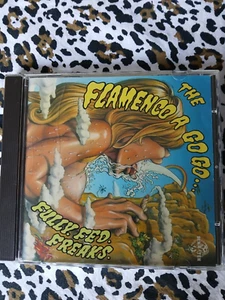 THE
FLAMENCO A GO GO...
FULLY FED
FREAKS